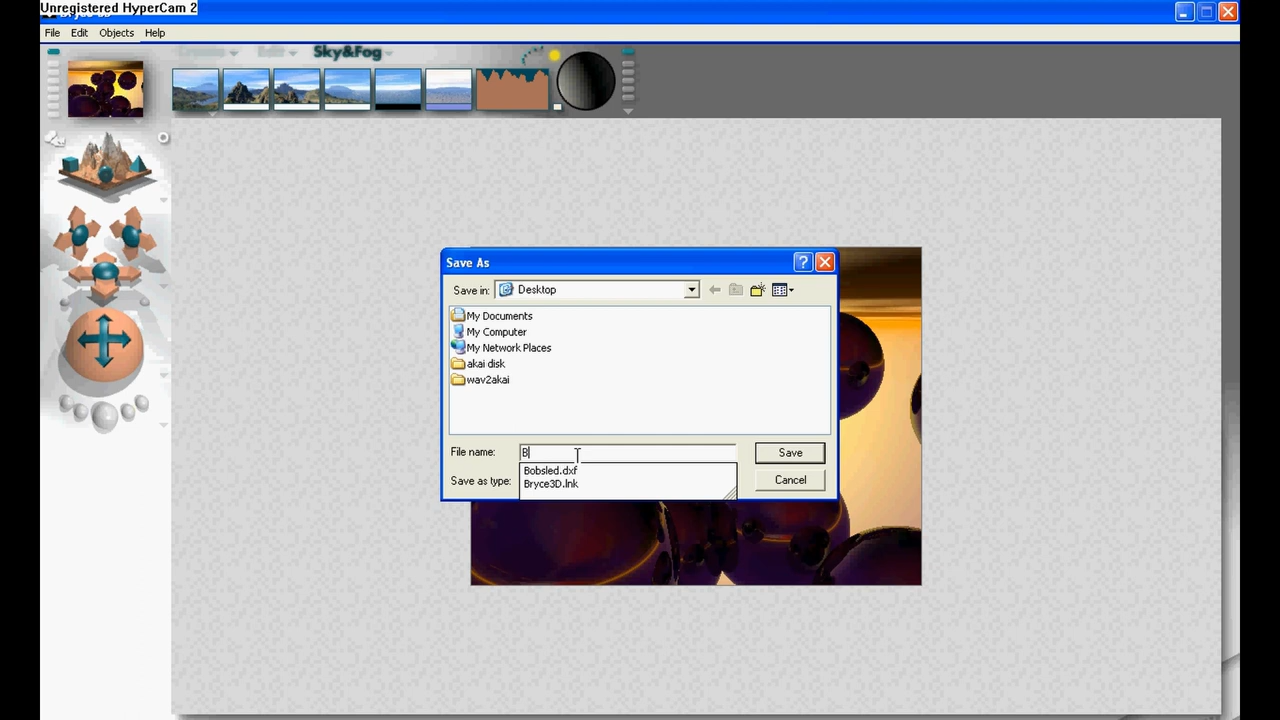 Unregistered HyperCam 2
File Edit Objects Help
Sky&Fog
Save As
Save in: Desktop
My Documents
My Computer
My Network Places
akai disk
wav2akai
File name: B
Save
Bobsled.dxf
Save as type:
Bryce3D.lnk
Cancel